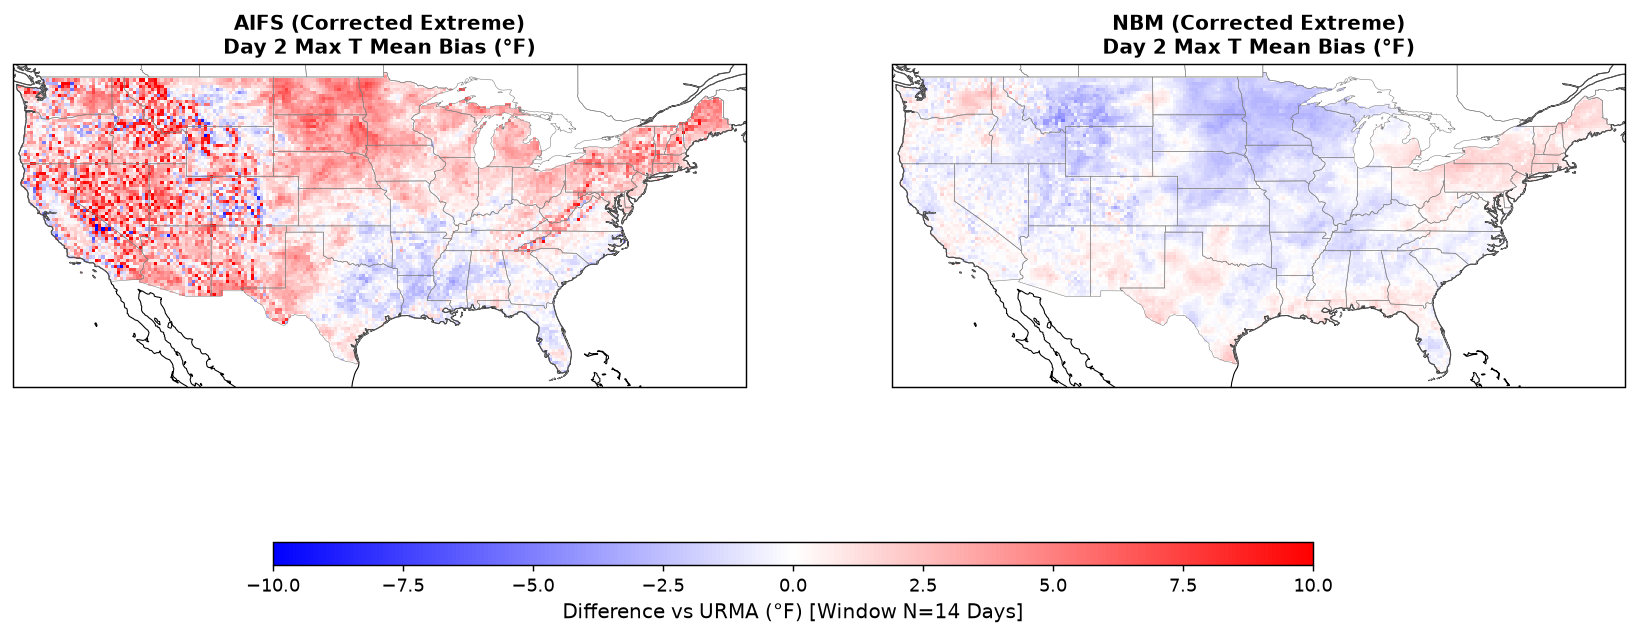 AIFS (Corrected Extreme)
Day 2 Max T Mean Bias (°F)
NBM (Corrected Extreme)
Day 2 Max T Mean Bias (°F)
−10.0 −7.5 −5.0 −2.5 0.0 2.5 5.0 7.5 10.0
Difference vs URMA (°F) [Window N=14 Days]